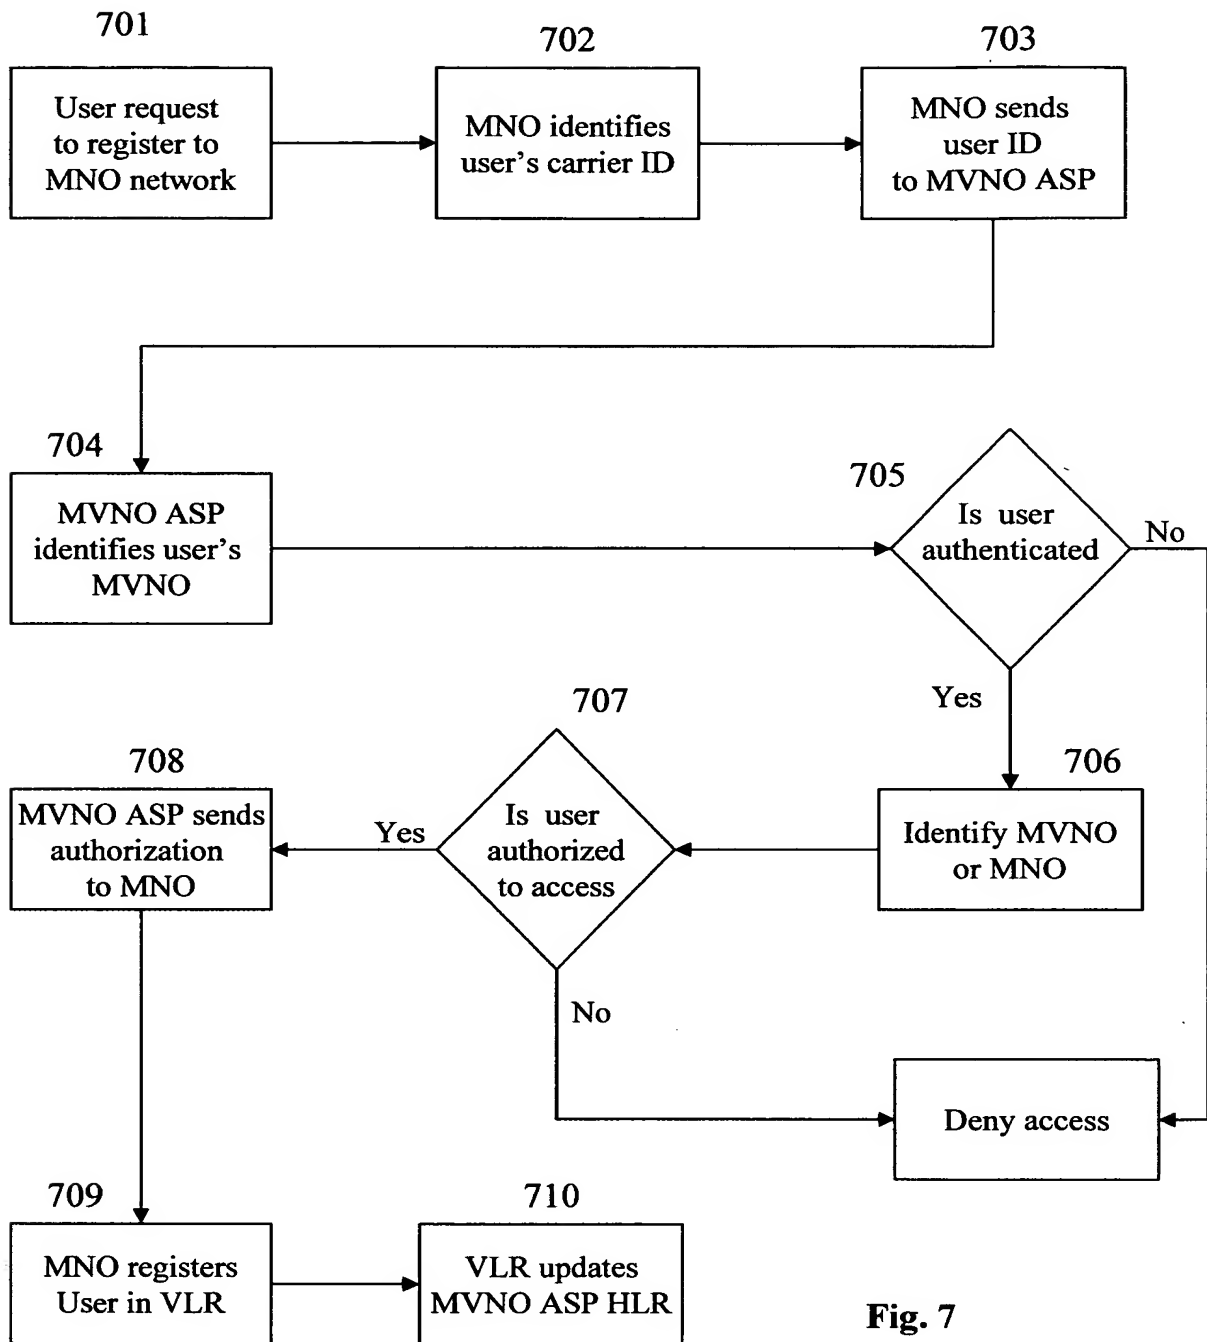 701
User request
to register to
MNO network
702
MNO identifies
user's carrier ID
703
MNO sends
user ID
to MVNO ASP
704
MVNO ASP
identifies user's
MVNO
705
Is user
authenticated
No
Yes
706
Identify MVNO
or MNO
707
Is user
authorized
to access
Yes
No
708
MVNO ASP sends
authorization
to MNO
Deny access
709
MNO registers
User in VLR
710
VLR updates
MVNO ASP HLR
Fig. 7